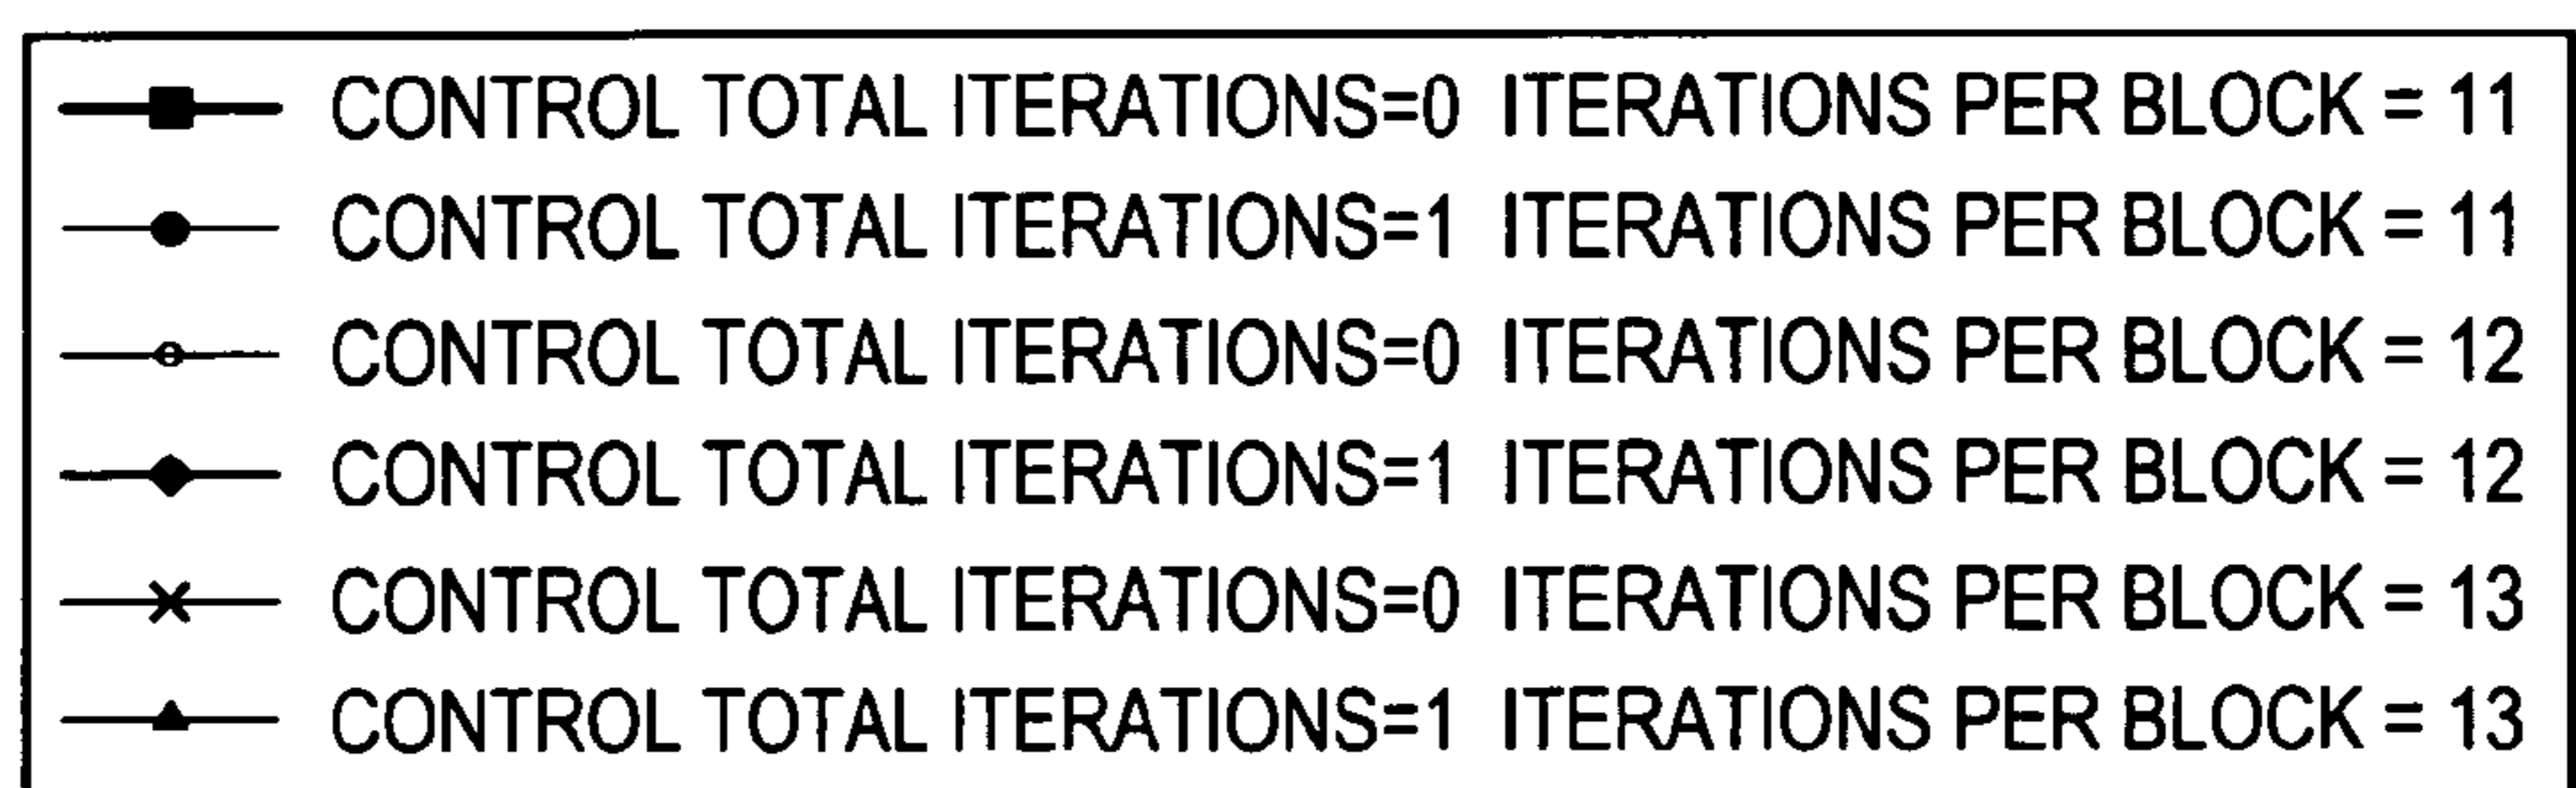 CONTROL TOTAL ITERATIONS=0 ITERATIONS PER BLOCK = 11
CONTROL TOTAL ITERATIONS=1 ITERATIONS PER BLOCK = 11
CONTROL TOTAL ITERATIONS=0 ITERATIONS PER BLOCK = 12
CONTROL TOTAL ITERATIONS=1 ITERATIONS PER BLOCK = 12
CONTROL TOTAL ITERATIONS=0 ITERATIONS PER BLOCK = 13
CONTROL TOTAL ITERATIONS=1 ITERATIONS PER BLOCK = 13